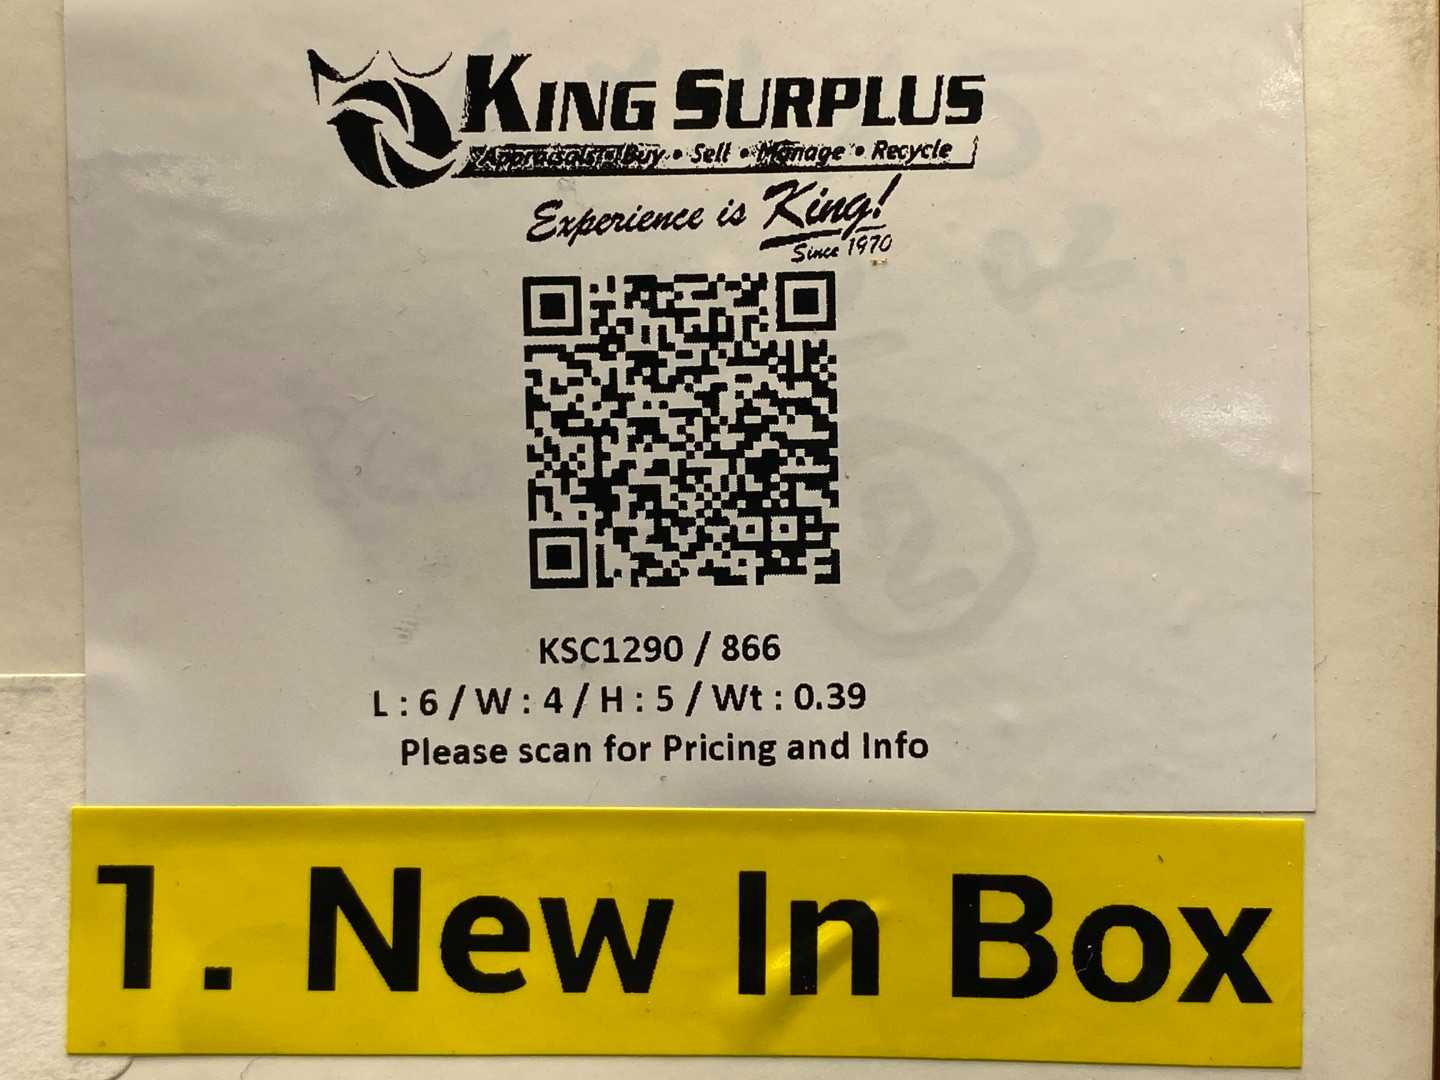 KING SURPLUS
Appraisals • Buy • Sell • Manage • Recycle
Experience is King!
Since 1970
KSC1290 / 866
L : 6 / W : 4 / H : 5 / Wt : 0.39
Please scan for Pricing and Info
1. New In Box